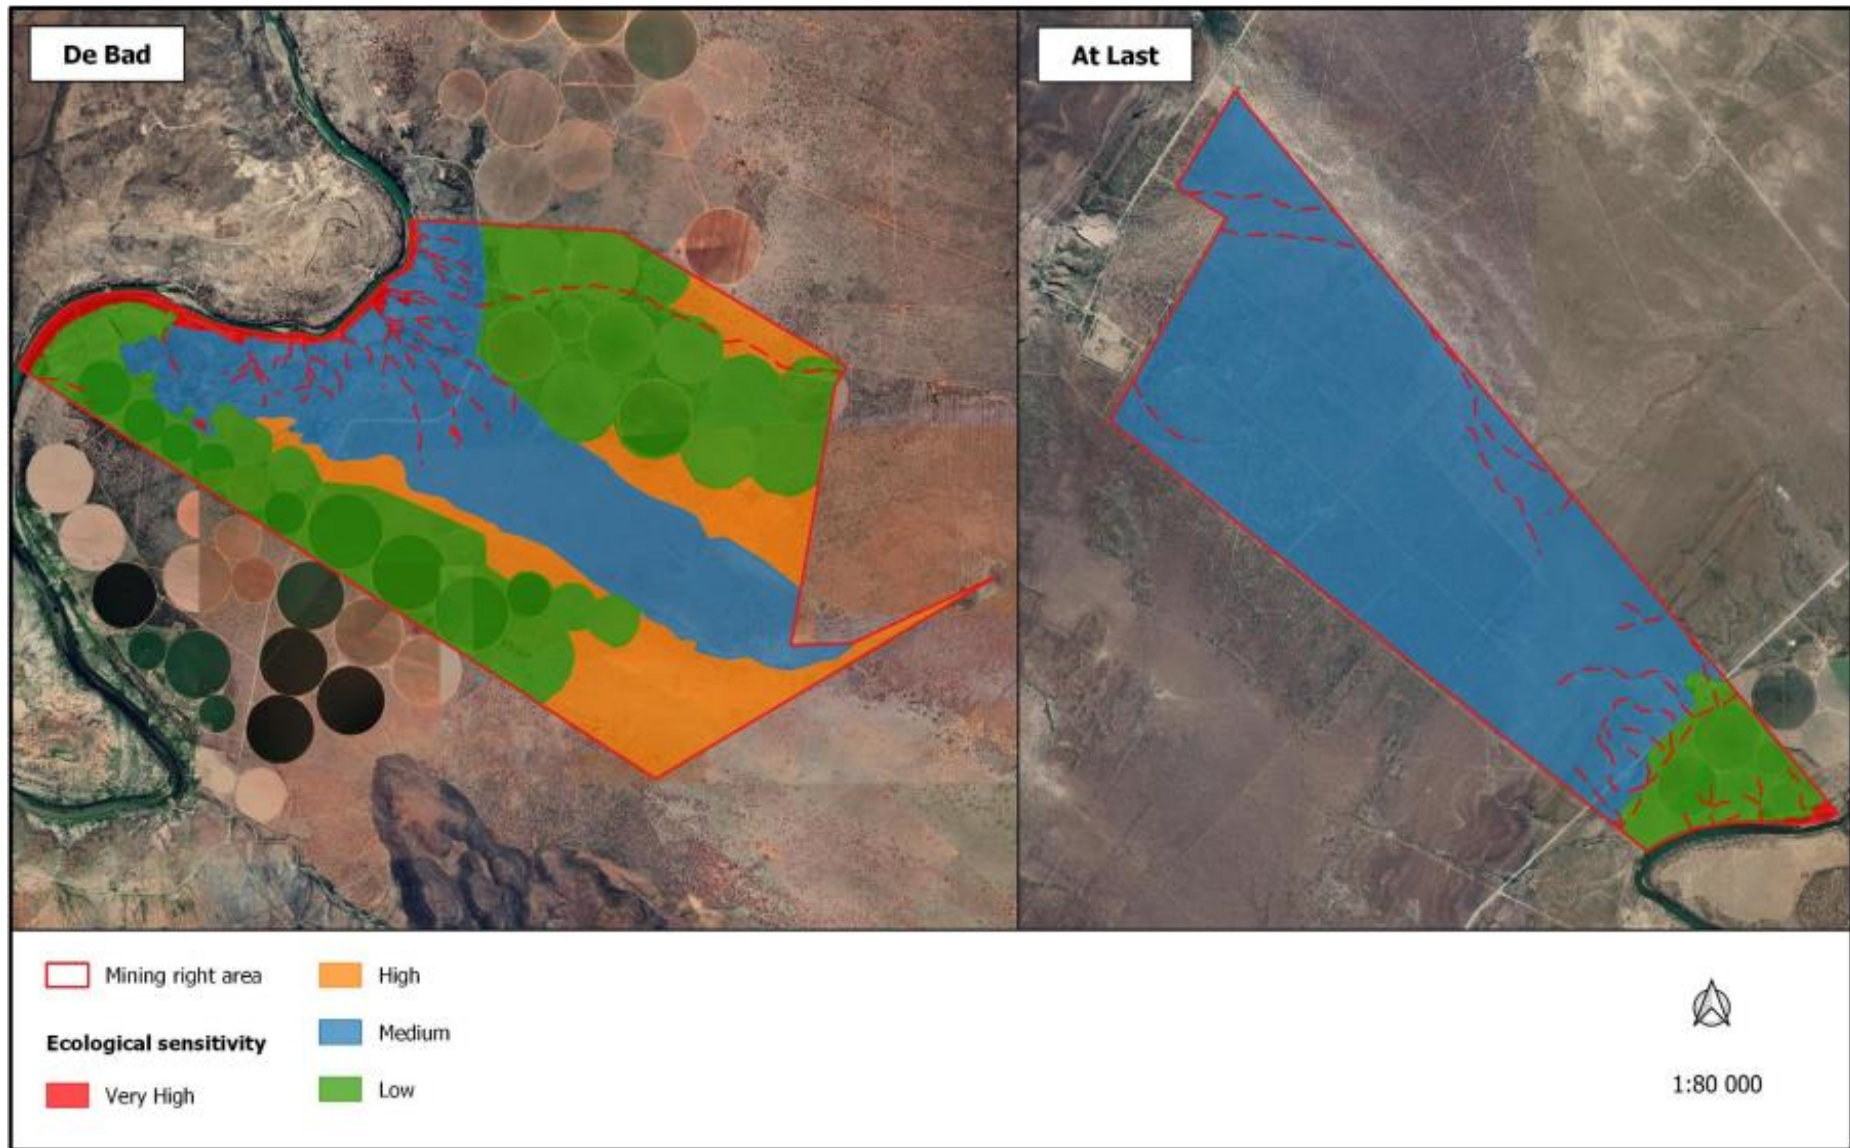 De Bad
At Last
Mining right area
Ecological sensitivity
Very High
High
Medium
Low
1:80 000